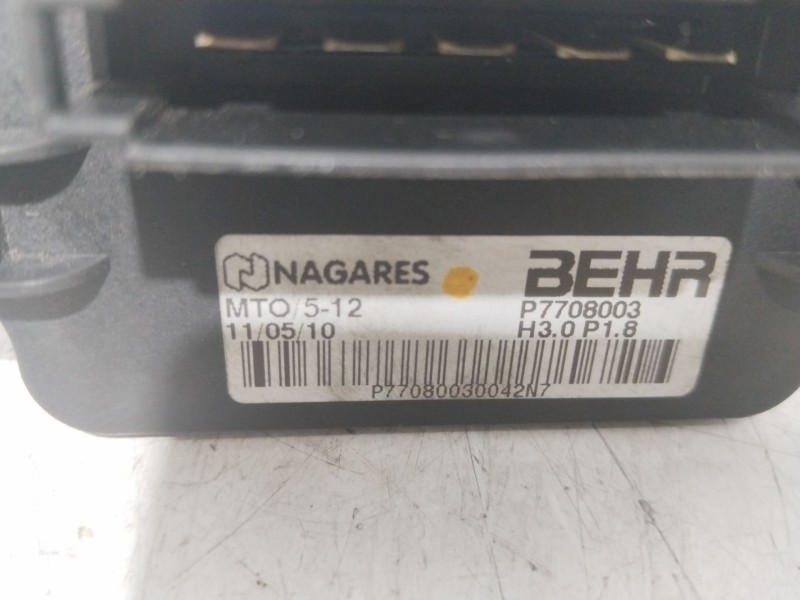 NAGARES BEHR
MTO/5-12 P7708003
11/05/10 H3.0 P1.8
P77080030042N7